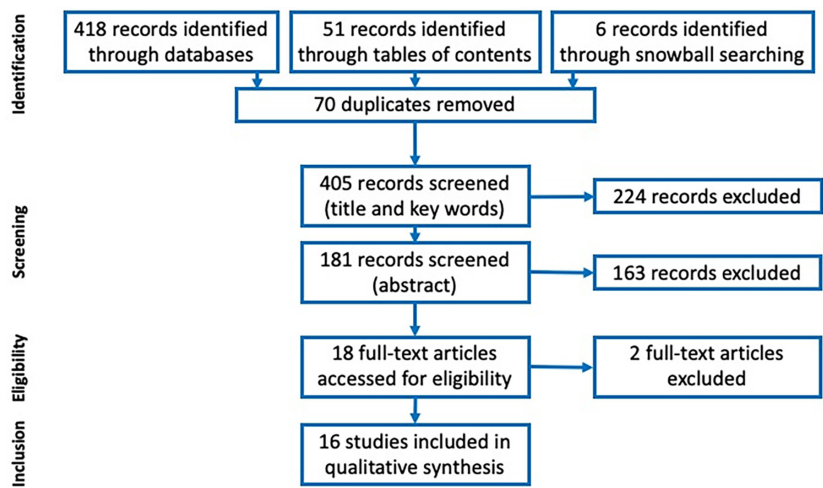 Identification
418 records identified
through databases
51 records identified
through tables of contents
6 records identified
through snowball searching
70 duplicates removed
Screening
405 records screened
(title and key words)
224 records excluded
181 records screened
(abstract)
163 records excluded
Eligibility
18 full-text articles
accessed for eligibility
2 full-text articles
excluded
Inclusion
16 studies included in
qualitative synthesis